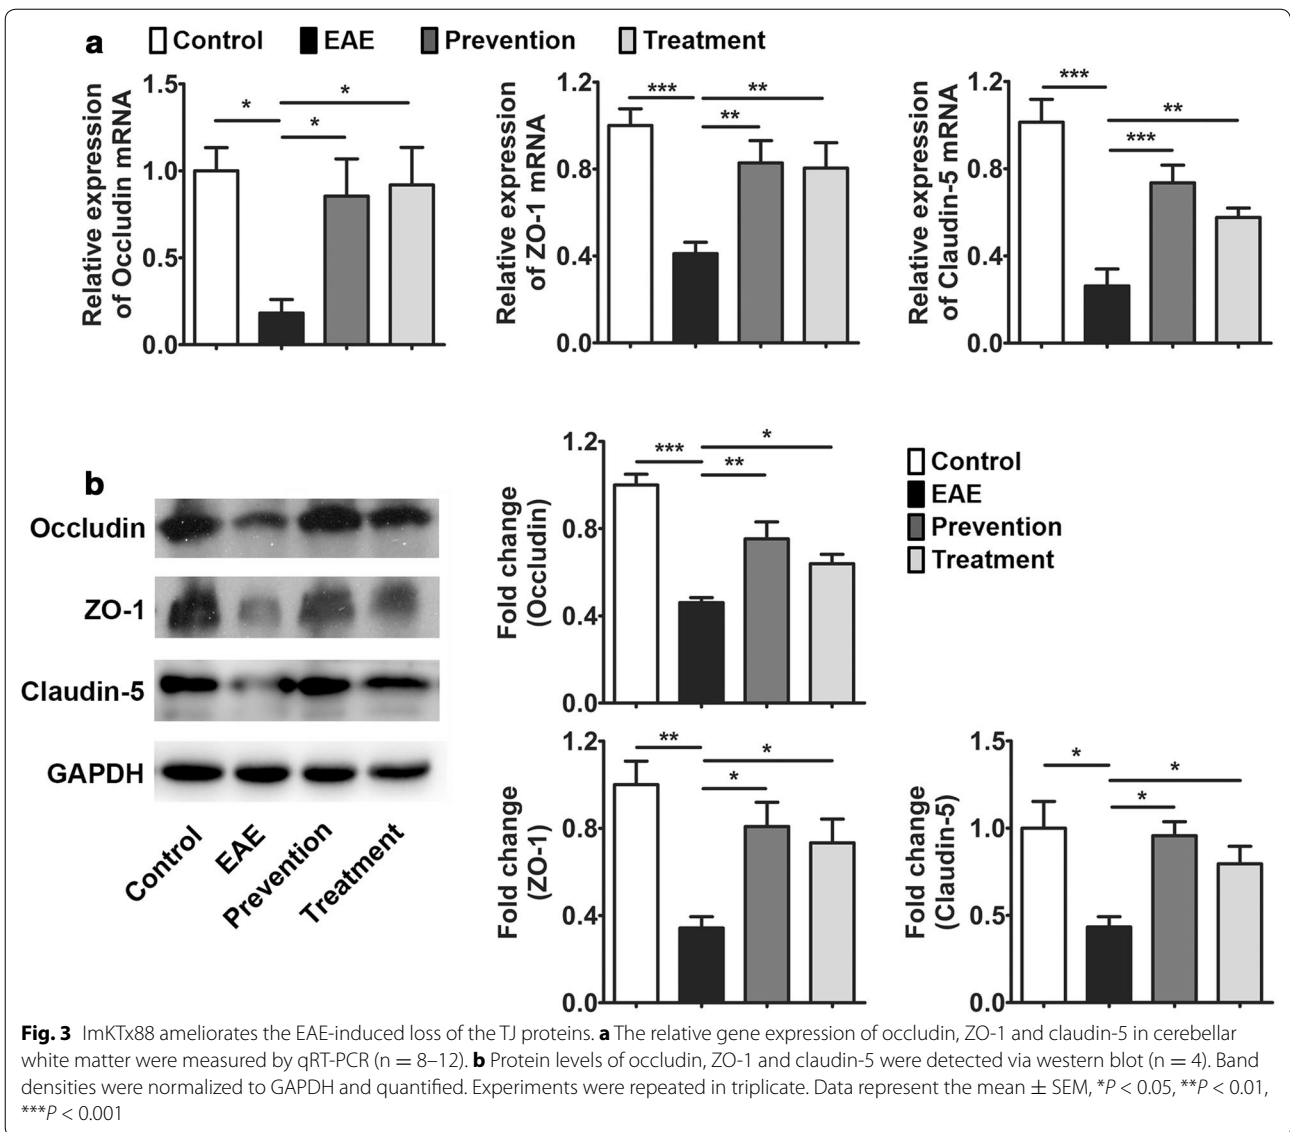 a Control EAE Prevention Treatment
Relative expression
of Occludin mRNA
1.5
1.0
0.5
0.0
* * *
Relative expression
of ZO-1 mRNA
1.2
0.8
0.4
0.0
*** ** **
Relative expression
of Claudin-5 mRNA
1.2
0.8
0.4
0.0
*** ** ***
b
Occludin
ZO-1
Claudin-5
GAPDH
Control EAE Prevention Treatment
Fold change
(Occludin)
1.2
0.8
0.4
0.0
*** ** *
Control
EAE
Prevention
Treatment
Fold change
(ZO-1)
1.2
0.8
0.4
0.0
** * *
Fold change
(Claudin-5)
1.5
1.0
0.5
0.0
* * *
Fig. 3 ImKTx88 ameliorates the EAE-induced loss of the TJ proteins. a The relative gene expression of occludin, ZO-1 and claudin-5 in cerebellar
white matter were measured by qRT-PCR (n = 8–12). b Protein levels of occludin, ZO-1 and claudin-5 were detected via western blot (n = 4). Band
densities were normalized to GAPDH and quantified. Experiments were repeated in triplicate. Data represent the mean ± SEM, *P < 0.05, **P < 0.01,
***P < 0.001